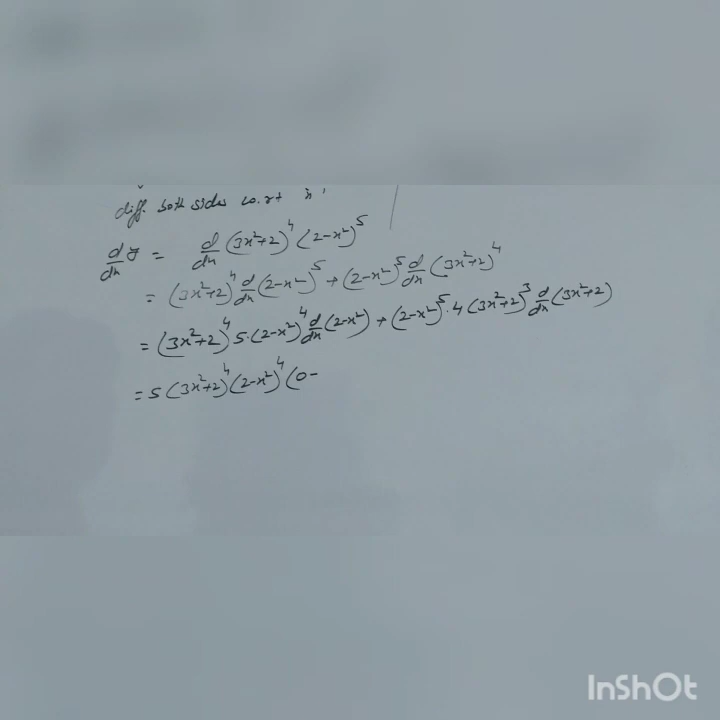 diff. both sides w.r.t 'x'
d/dx y = d/dx (3x²+2)⁴ (2-x²)⁵
= (3x²+2)⁴ d/dx (2-x²)⁵ + (2-x²)⁵ d/dx (3x²+2)⁴
= (3x²+2)⁴ 5·(2-x²)⁴ d/dx (2-x²) + (2-x²)⁵·4(3x²+2)³ d/dx (3x²+2)
= 5(3x²+2)⁴(2-x²)⁴(0-
InShOt